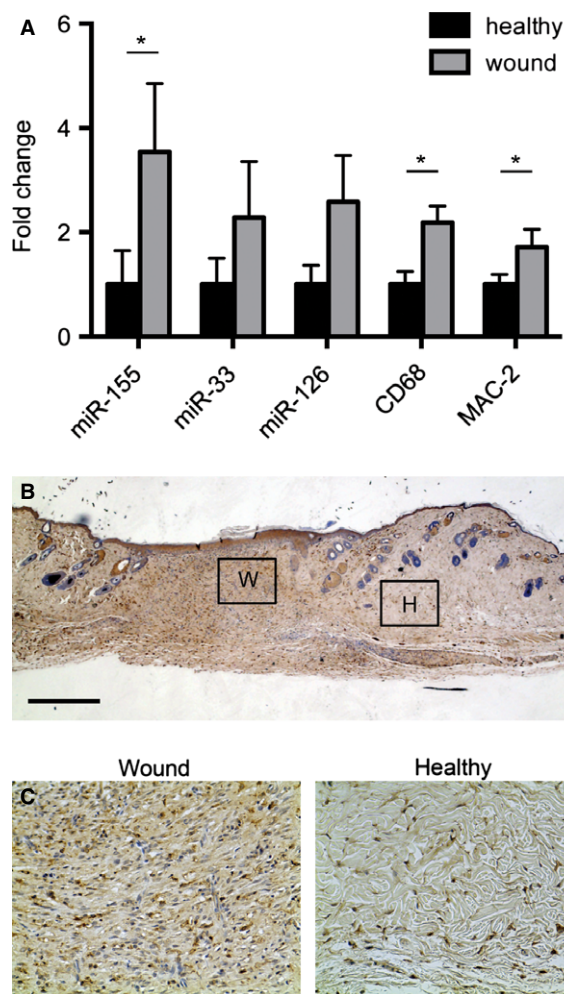 A
6
4
2
0
Fold change
healthy
wound
*
*
*
miR-155
miR-33
miR-126
CD68
MAC-2
B
W
H
Wound
Healthy
C